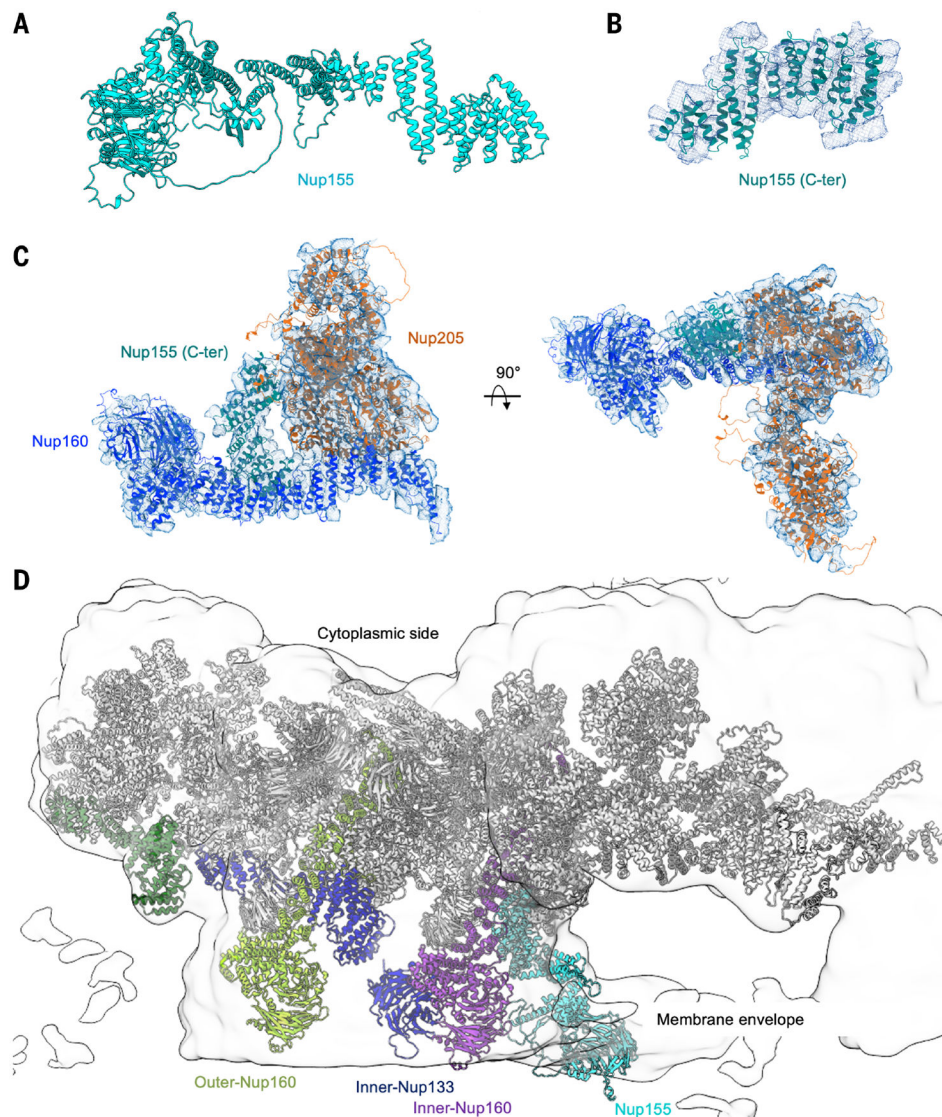 A
B
Nup155
Nup155 (C-ter)
C
Nup155 (C-ter)
Nup205
Nup160
90°
D
Cytoplasmic side
Membrane envelope
Outer-Nup160
Inner-Nup133
Inner-Nup160
Nup155